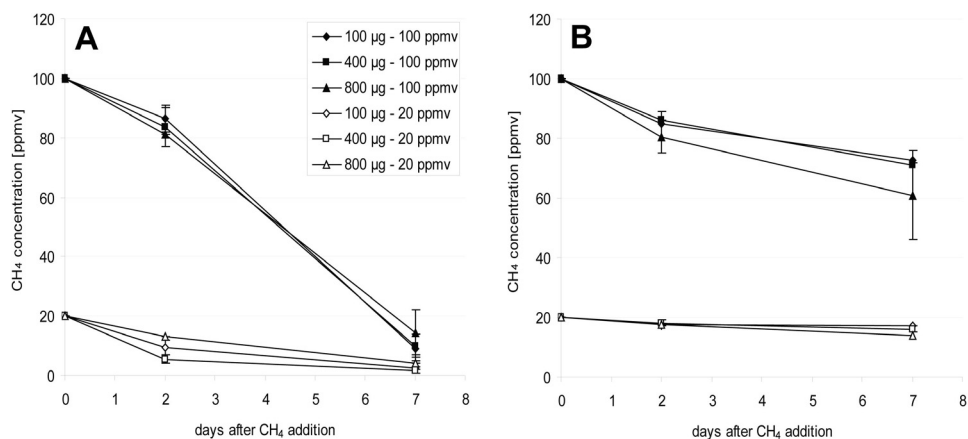 A
120
100
80
60
40
20
0
CH₄ concentration [ppmv]
0 1 2 3 4 5 6 7 8
days after CH₄ addition
100 µg - 100 ppmv
400 µg - 100 ppmv
800 µg - 100 ppmv
100 µg - 20 ppmv
400 µg - 20 ppmv
800 µg - 20 ppmv
B
120
100
80
60
40
20
0
CH₄ concentration [ppmv]
0 1 2 3 4 5 6 7 8
days after CH₄ addition